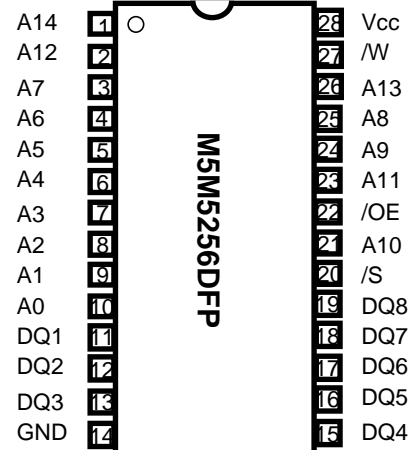 A14 1 28 Vcc
A12 2 27 /W
A7 3 26 A13
A6 4 25 A8
A5 5 24 A9
A4 6 23 A11
A3 7 22 /OE
A2 8 21 A10
A1 9 20 /S
A0 10 19 DQ8
DQ1 11 18 DQ7
DQ2 12 17 DQ6
DQ3 13 16 DQ5
GND 14 15 DQ4
M5M5256DFP